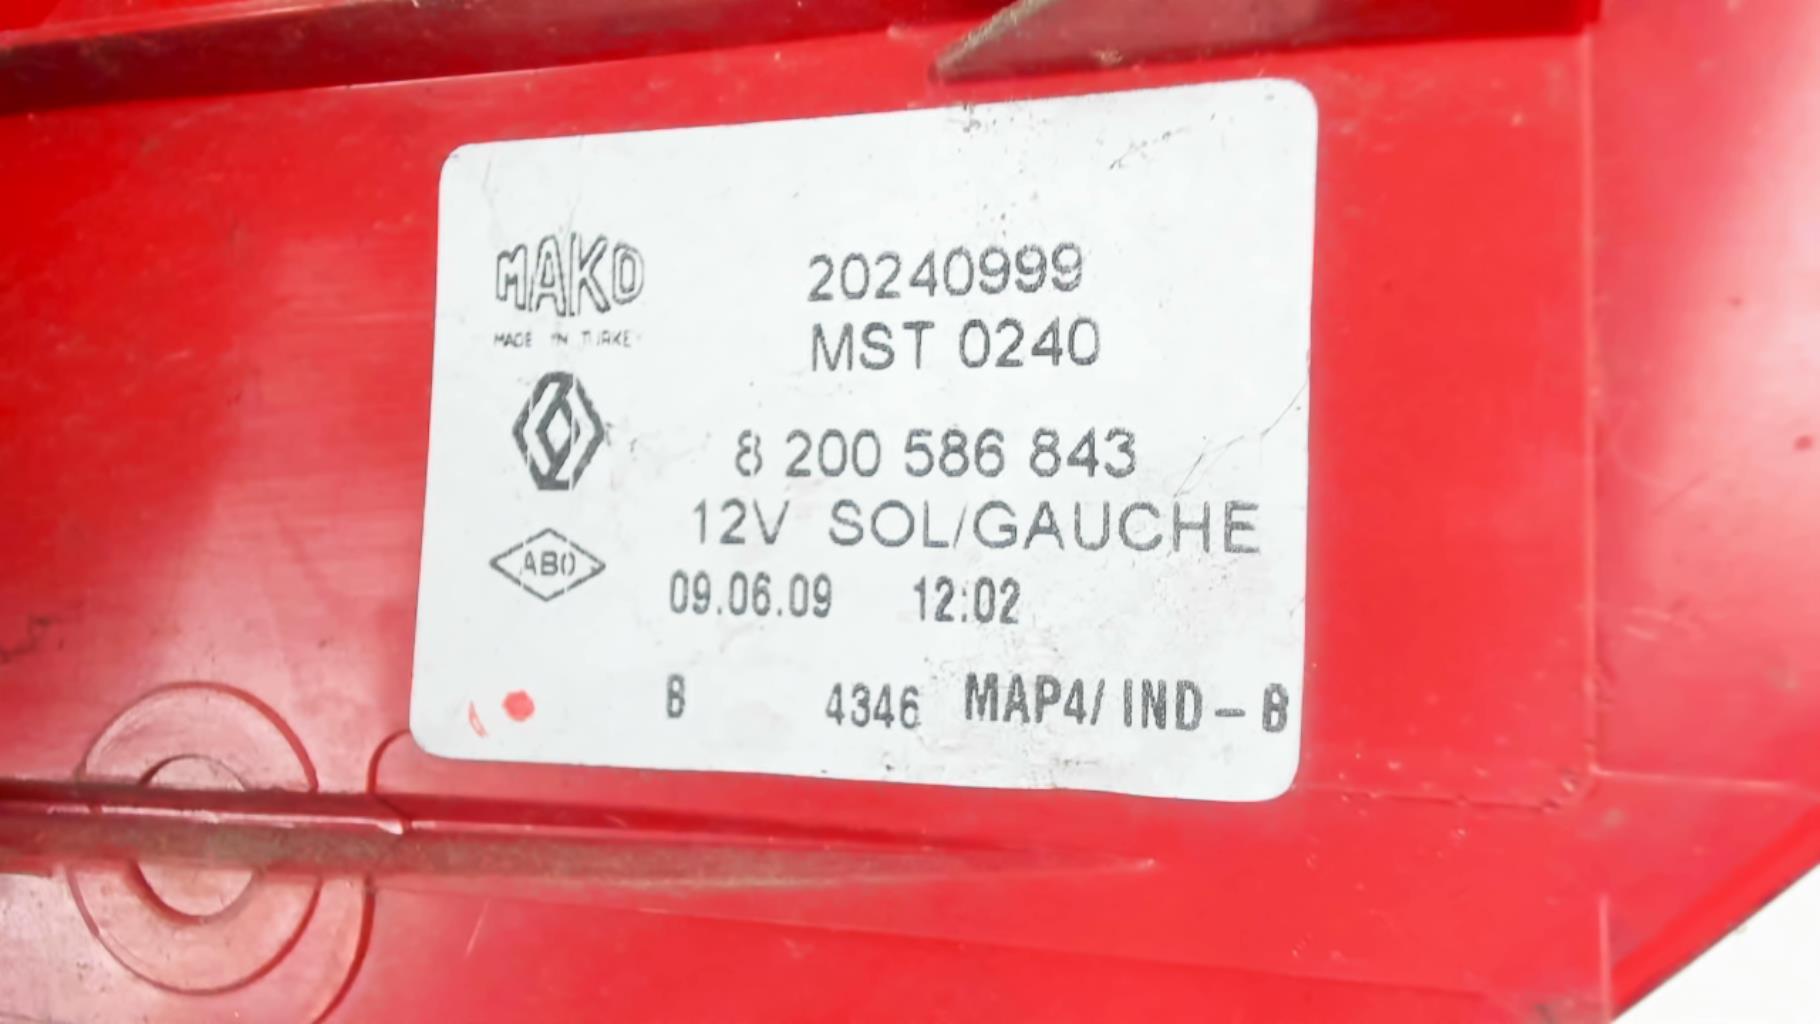 MAKO
MADE IN TURKEY
20240999
MST 0240
8 200 586 843
12V SOL/GAUCHE
ABO
09.06.09 12:02
B 4346 MAP4/ IND-B